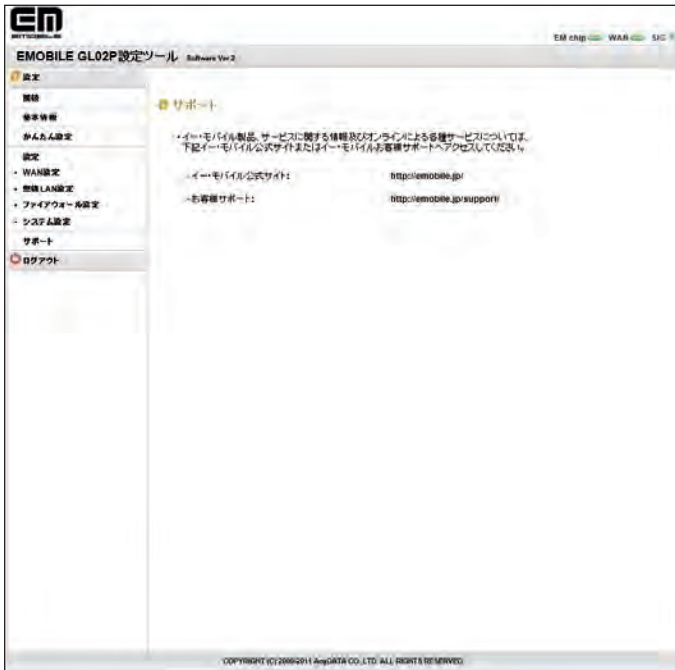 EM
EMOBILE
EM chip WAN SIG
EMOBILE GL02P設定ツール Software Ver.2
設定
接続
基本情報
かんたん設定
設定
・ WAN設定
・ 無線LAN設定
・ ファイアウォール設定
・ システム設定
サポート
ログアウト
サポート
・イー・モバイル製品、サービスに関する情報及びオンラインによる各種サービスについては、
下記イー・モバイル公式サイトまたはイー・モバイルお客様サポートへアクセスしてください。
-イー・モバイル公式サイト: http://emobile.jp/
-お客様サポート: http://emobile.jp/support/
COPYRIGHT (C) 2009-2011 AnyDATA CO.,LTD. ALL RIGHTS RESERVED.